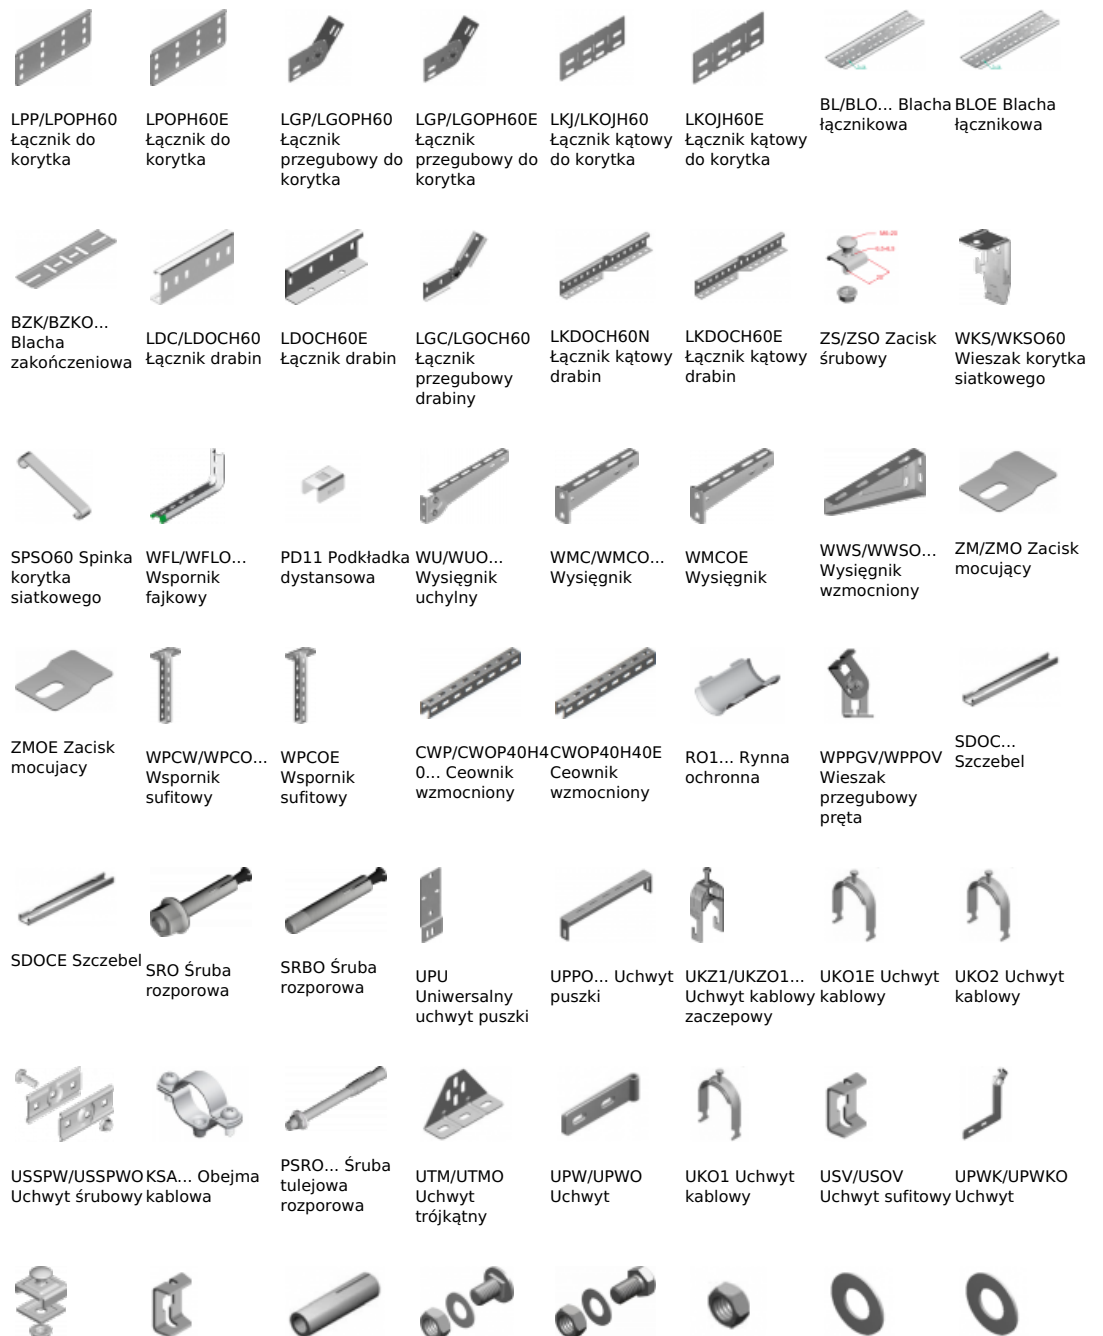 LPP/LPOPH60
Łącznik do
korytka
LPOPH60E
Łącznik do
korytka
LGP/LGOPH60
Łącznik
przegubowy do
korytka
LGP/LGOPH60E
Łącznik
przegubowy do
korytka
LKJ/LKOJH60
Łącznik kątowy
do korytka
LKOJH60E
Łącznik kątowy
do korytka
BL/BLO... Blacha
łącznikowa
BLOE Blacha
łącznikowa
BZK/BZKO...
Blacha
zakończeniowa
LDC/LDOCH60
Łącznik drabin
LDOCH60E
Łącznik drabin
LGC/LGOCH60
Łącznik
przegubowy
drabiny
LKDOCH60N
Łącznik kątowy
drabin
LKDOCH60E
Łącznik kątowy
drabin
ZS/ZSO Zacisk
śrubowy
WKS/WKSO60
Wieszak korytka
siatkowego
SPSO60 Spinka
korytka
siatkowego
WFL/WFLO...
Wspornik
fajkowy
PD11 Podkładka
dystansowa
WU/WUO...
Wysięgnik
uchylny
WMC/WMCO...
Wysięgnik
WMCOE
Wysięgnik
WWS/WWSO...
Wysięgnik
wzmocniony
ZM/ZMO Zacisk
mocujący
ZMOE Zacisk
mocujacy
WPCW/WPCO...
Wspornik
sufitowy
WPCOE
Wspornik
sufitowy
CWP/CWOP40H4
0... Ceownik
wzmocniony
CWOP40H40E
Ceownik
wzmocniony
RO1... Rynna
ochronna
WPPGV/WPPOV
Wieszak
przegubowy
pręta
SDOC...
Szczebel
SDOCE Szczebel
SRO Śruba
rozporowa
SRBO Śruba
rozporowa
UPU
Uniwersalny
uchwyt puszki
UPPO... Uchwyt
puszki
UKZ1/UKZO1...
Uchwyt kablowy
zaczepowy
UKO1E Uchwyt
kablowy
UKO2 Uchwyt
kablowy
USSPW/USSPWO
Uchwyt śrubowy
KSA... Obejma
kablowa
PSRO... Śruba
tulejowa
rozporowa
UTM/UTMO
Uchwyt
trójkątny
UPW/UPWO
Uchwyt
UKO1 Uchwyt
kablowy
USV/USOV
Uchwyt sufitowy
UPWK/UPWKO
Uchwyt